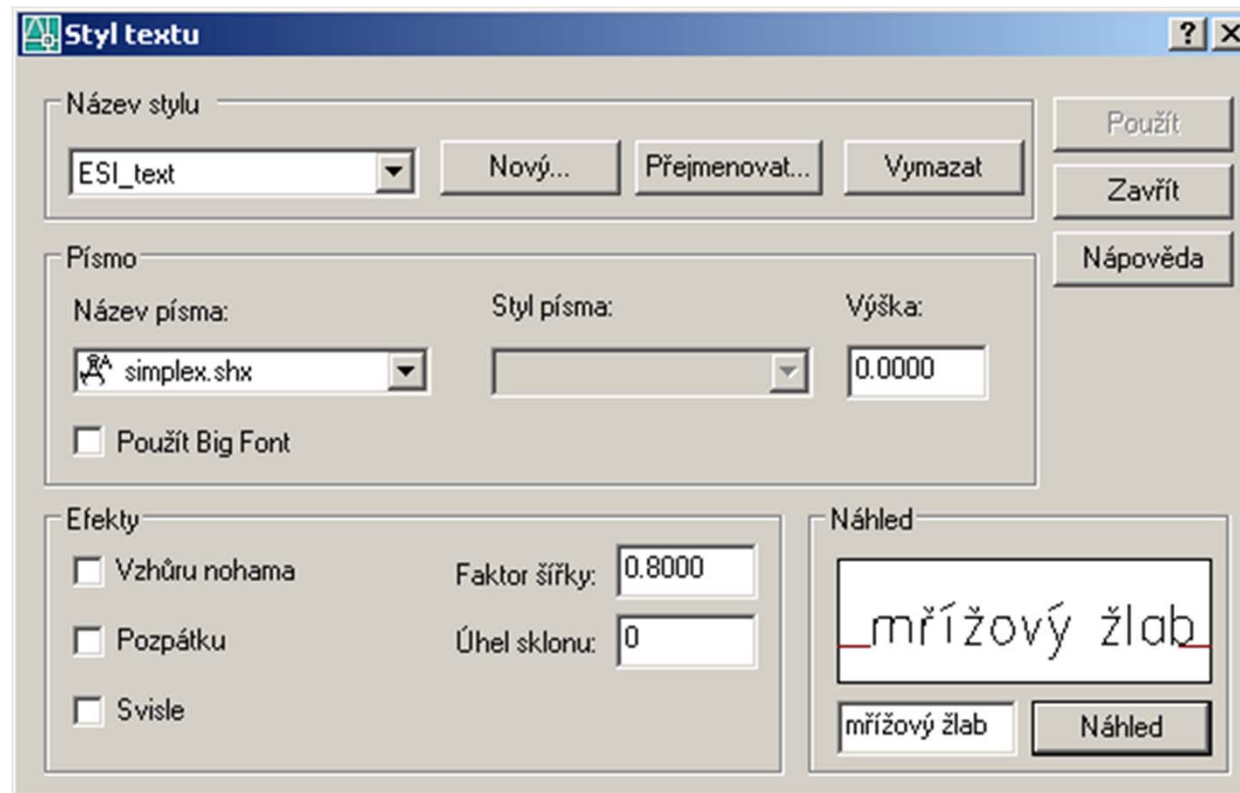 Styl textu
Název stylu
ESI_text
Nový...
Přejmenovat...
Vymazat
Použít
Zavřít
Nápověda
Písmo
Název písma:
Styl písma:
Výška:
simplex.shx
0.0000
Použít Big Font
Efekty
Vzhůru nohama
Faktor šířky:
0.8000
Pozpátku
Úhel sklonu:
0
Svisle
Náhled
mřížový žlab
mřížový žlab
Náhled